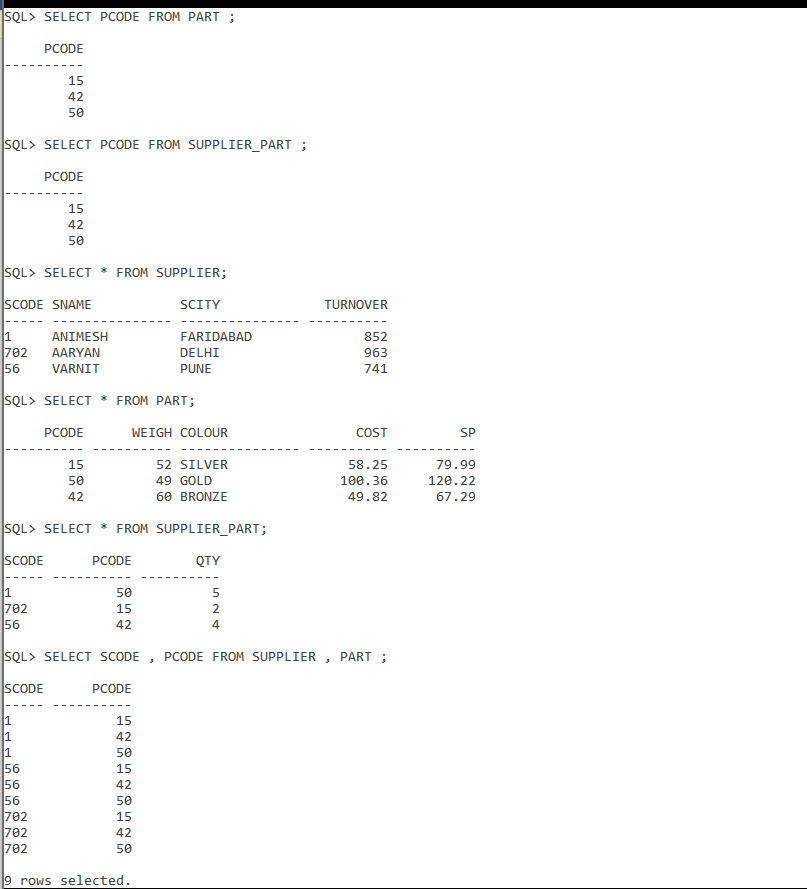 SQL> SELECT PCODE FROM PART ;
     PCODE
----------
        15
        42
        50
SQL> SELECT PCODE FROM SUPPLIER_PART ;
     PCODE
----------
        15
        42
        50
SQL> SELECT * FROM SUPPLIER;
SCODE SNAME           SCITY             TURNOVER
----- --------------- --------------- ----------
1     ANIMESH         FARIDABAD              852
702   AARYAN          DELHI                  963
56    VARNIT          PUNE                   741
SQL> SELECT * FROM PART;
     PCODE      WEIGH COLOUR                COST         SP
---------- ---------- --------------- ---------- ----------
        15         52 SILVER               58.25      79.99
        50         49 GOLD                100.36     120.22
        42         60 BRONZE               49.82      67.29
SQL> SELECT * FROM SUPPLIER_PART;
SCODE      PCODE        QTY
----- ---------- ----------
1             50          5
702           15          2
56            42          4
SQL> SELECT SCODE , PCODE FROM SUPPLIER , PART ;
SCODE      PCODE
----- ----------
1             15
1             42
1             50
56            15
56            42
56            50
702           15
702           42
702           50
9 rows selected.